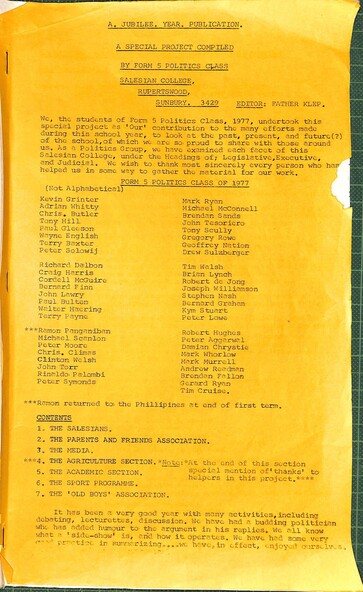 A. JUBILEE. YEAR. PUBLICATION.
A SPECIAL PROJECT COMPILED
BY FORM 5 POLITICS CLASS
SALESIAN COLLEGE,
RUPERTSWOOD,
SUNBURY. 3429 EDITOR: FATHER KLEP.
We, the students of Form 5 Politics Class, 1977, undertook this
special project as 'Our' contribution to the many efforts made
during this school year, to look at the past, present, and future(?)
of the school, of which we are so proud to share with those around
us. As a Politics Group, we have examined each facet of this
Salesian College, under the Headings of; Legislative, Executive,
and Judicial. We wish to thank most sincerely every person who has
helped us in some way to gather the material for our work.
FORM 5 POLITICS CLASS OF 1977
(Not Alphabetical)
Kevin Grinter Mark Ryan
Adrian Whitty Michael McConnell
Chris. Butler Brendan Sands
Tony Hill John Tesoriero
Paul Gleeson Tony Scully
Wayne English Gregory Rowe
Terry Baxter Geoffrey Nation
Peter Solowij Drew Sulzberger
Richard Dalbom Tim Walsh
Craig Harris Brian Lynch
Cordell McGuire Robert de Jong
Bernard Finn Joseph Williamson
John Lawry Stephen Nash
Paul Bulten Bernard Graham
Walter Haering Kym Stuart
Terry Payne Peter Lowe
***Ramon Panganiban Robert Hughes
Michael Scanlon Peter Aggarwal
Peter Moore Damian Chrystie
Chris. Climas Mark Whorlow
Clinton Walsh Mark Murrell
John Torr Andrew Readman
Rinaldo Palombi Brendan Fallon
Peter Symonds Gerard Ryan
Tim Cruise.
***Ramon returned to the Phillipines at end of first term.
CONTENTS
1. THE SALESIANS.
2. THE PARENTS AND FRIENDS ASSOCIATION.
3. THE MEDIA.
***4. THE AGRICULTURE SECTION. *Note: 'At the end of this section
5. THE ACADEMIC SECTION. special mention of 'thanks' to
6. THE SPORT PROGRAMME. helpers in this project.****
7. THE 'OLD BOYS' ASSOCIATION.
It has been a very good year with many activities, including
debating, lecturettes, discussion. We have had a budding politician
who has added humour to the argument in his replies. We all know
what a 'side-show' is, and how it operates. We have had some very
good practice in summarizing....we have, in effect, enjoyed ourselves.